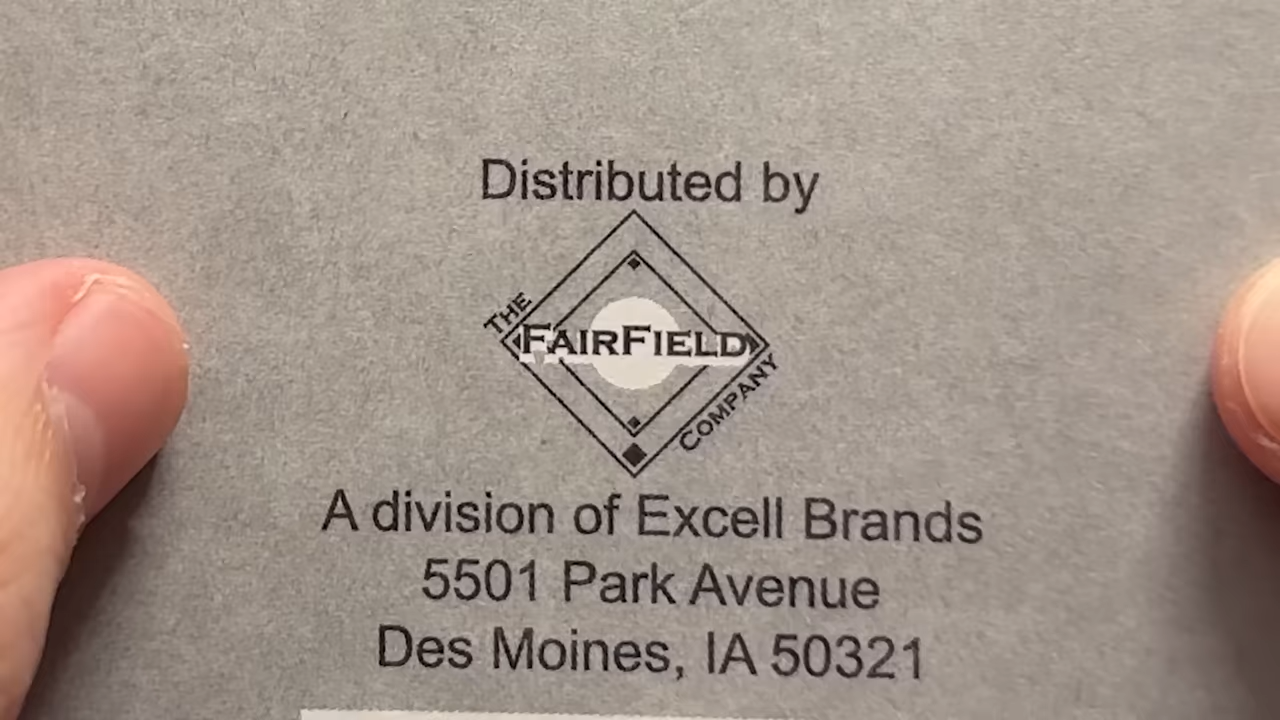 Distributed by
THE
FAIRFIELD
COMPANY
A division of Excell Brands
5501 Park Avenue
Des Moines, IA 50321